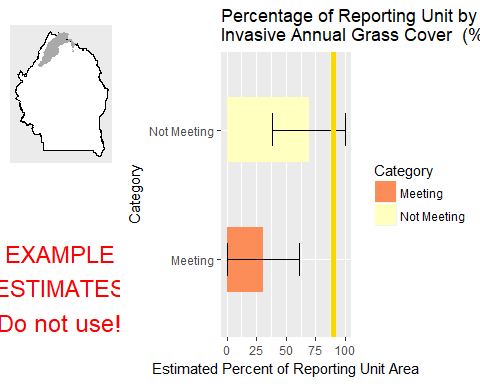 Percentage of Reporting Unit by
Invasive Annual Grass Cover (%
Not Meeting
Meeting
Category
0 25 50 75 100
Estimated Percent of Reporting Unit Area
Category
Meeting
Not Meeting
EXAMPLE
ESTIMATES
Do not use!